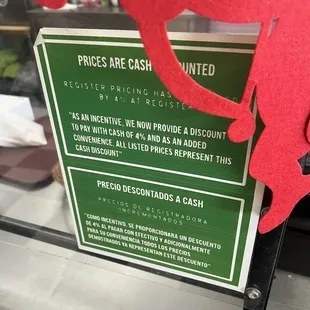 PRICES ARE CASH COUNTED
REGISTER PRICING HAS
BY 4% AT REGISTER
"AS AN INCENTIVE, WE NOW PROVIDE A DISCOUNT
TO PAY WITH CASH OF 4% AND AS AN ADDED
CONVENIENCE. ALL LISTED PRICES REPRESENT THIS
CASH DISCOUNT"
PRECIO DESCONTADOS A CASH
PRECIOS DE REGISTRADORA
INCREMENTADOS
"COMO INCENTIVO, SE PROPORCIONARA UN DESCUENTO
DE 4%, AL PAGAR CON EFECTIVO Y ADICIONALMENTE
PARA SU CONVENIENCIA TODOS LOS PRECIOS
DEMOSTRADOS YA REPRESENTAN ESTE DESCUENTO"